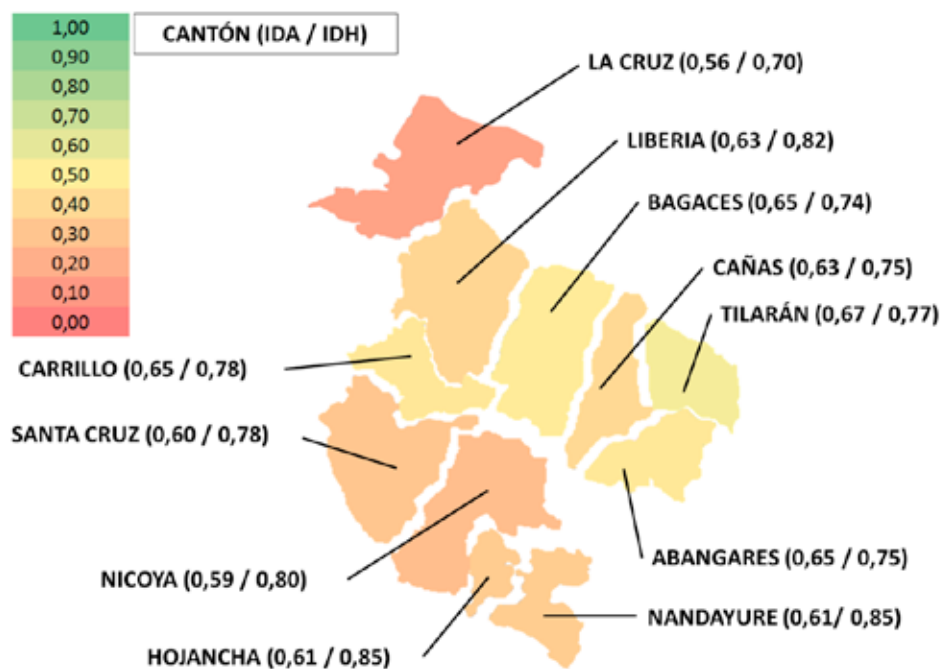 1,00
0,90
0,80
0,70
0,60
0,50
0,40
0,30
0,20
0,10
0,00
CANTÓN (IDA / IDH)
LA CRUZ (0,56 / 0,70)
LIBERIA (0,63 / 0,82)
BAGACES (0,65 / 0,74)
CAÑAS (0,63 / 0,75)
TILARÁN (0,67 / 0,77)
CARRILLO (0,65 / 0,78)
SANTA CRUZ (0,60 / 0,78)
ABANGARES (0,65 / 0,75)
NICOYA (0,59 / 0,80)
NANDAYURE (0,61/ 0,85)
HOJANCHA (0,61 / 0,85)